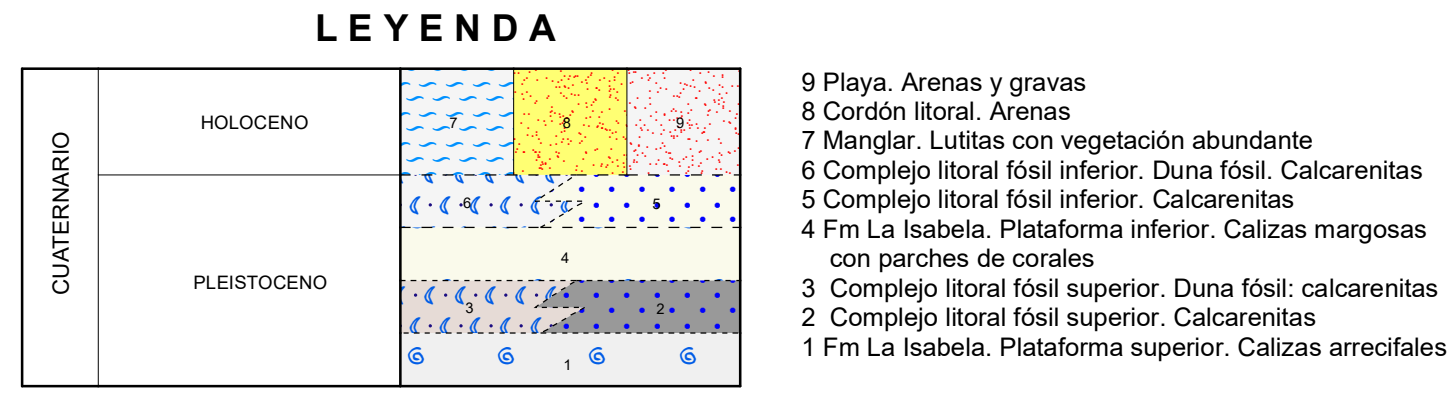 LEYENDA
CUATERNARIO
HOLOCENO
PLEISTOCENO
7
8
9
6
5
4
3
2
1
9 Playa. Arenas y gravas
8 Cordón litoral. Arenas
7 Manglar. Lutitas con vegetación abundante
6 Complejo litoral fósil inferior. Duna fósil. Calcarenitas
5 Complejo litoral fósil inferior. Calcarenitas
4 Fm La Isabela. Plataforma inferior. Calizas margosas
con parches de corales
3 Complejo litoral fósil superior. Duna fósil: calcarenitas
2 Complejo litoral fósil superior. Calcarenitas
1 Fm La Isabela. Plataforma superior. Calizas arrecifales